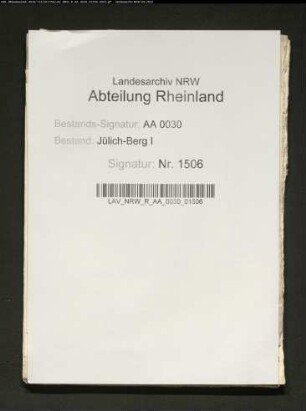 Landesarchiv NRW
Abteilung Rheinland
Bestands-Signatur: AA 0030
Bestand: Jülich-Berg I
Signatur: Nr. 1506
LAV_NRW_R_AA_0030_01506